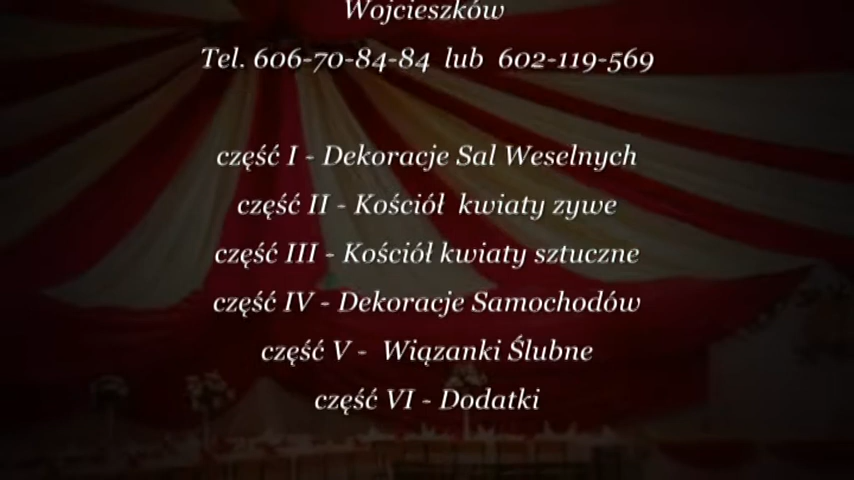 Wojcieszków
Tel. 606-70-84-84 lub 602-119-569
część I - Dekoracje Sal Weselnych
część II - Kościół kwiaty zywe
część III - Kościół kwiaty sztuczne
część IV - Dekoracje Samochodów
część V - Wiązanki Ślubne
część VI - Dodatki